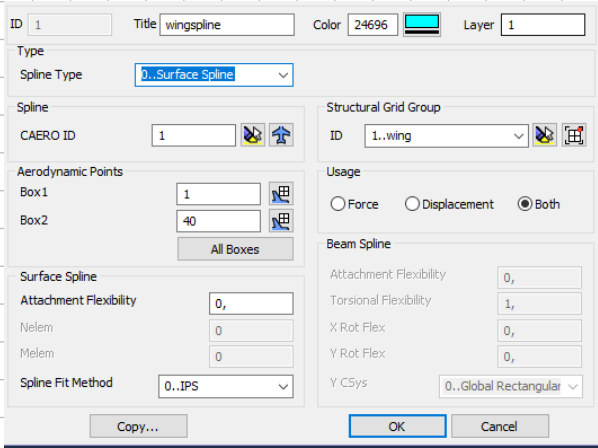 ID 1 Title wingspline Color 24696 Layer 1
Type
Spline Type 0..Surface Spline
Spline
CAERO ID 1
Structural Grid Group
ID 1..wing
Aerodynamic Points
Box1 1
Box2 40
All Boxes
Usage
Force Displacement Both
Surface Spline
Attachment Flexibility 0,
Nelem 0
Melem 0
Spline Fit Method 0..IPS
Beam Spline
Attachment Flexibility 0,
Torsional Flexibility 1,
X Rot Flex 0,
Y Rot Flex 0,
Y CSys 0..Global Rectangular
Copy... OK Cancel